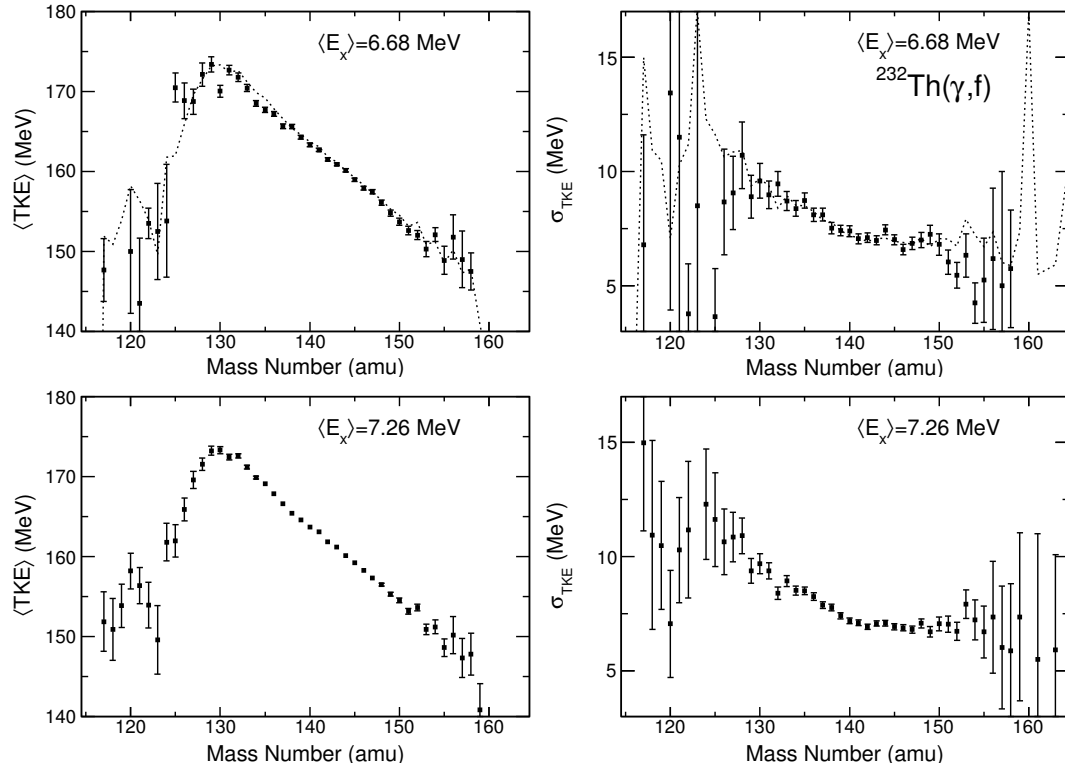 180
170
160
150
140
⟨TKE⟩ (MeV)
⟨E_x⟩=6.68 MeV
120 130 140 150 160
Mass Number (amu)
15
10
5
σ_TKE (MeV)
⟨E_x⟩=6.68 MeV
²³²Th(γ,f)
120 130 140 150 160
Mass Number (amu)
180
170
160
150
140
⟨TKE⟩ (MeV)
⟨E_x⟩=7.26 MeV
120 130 140 150 160
Mass Number (amu)
15
10
5
σ_TKE (MeV)
⟨E_x⟩=7.26 MeV
120 130 140 150 160
Mass Number (amu)